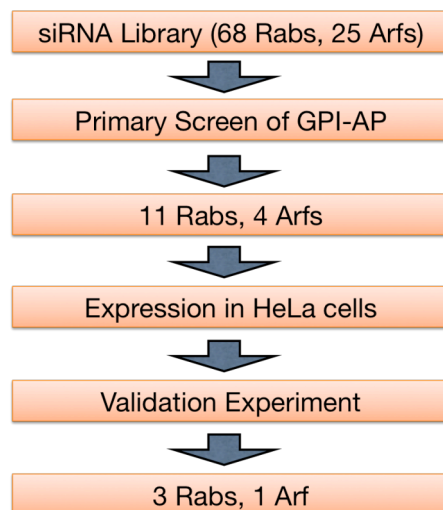 siRNA Library (68 Rabs, 25 Arfs)
Primary Screen of GPI-AP
11 Rabs, 4 Arfs
Expression in HeLa cells
Validation Experiment
3 Rabs, 1 Arf